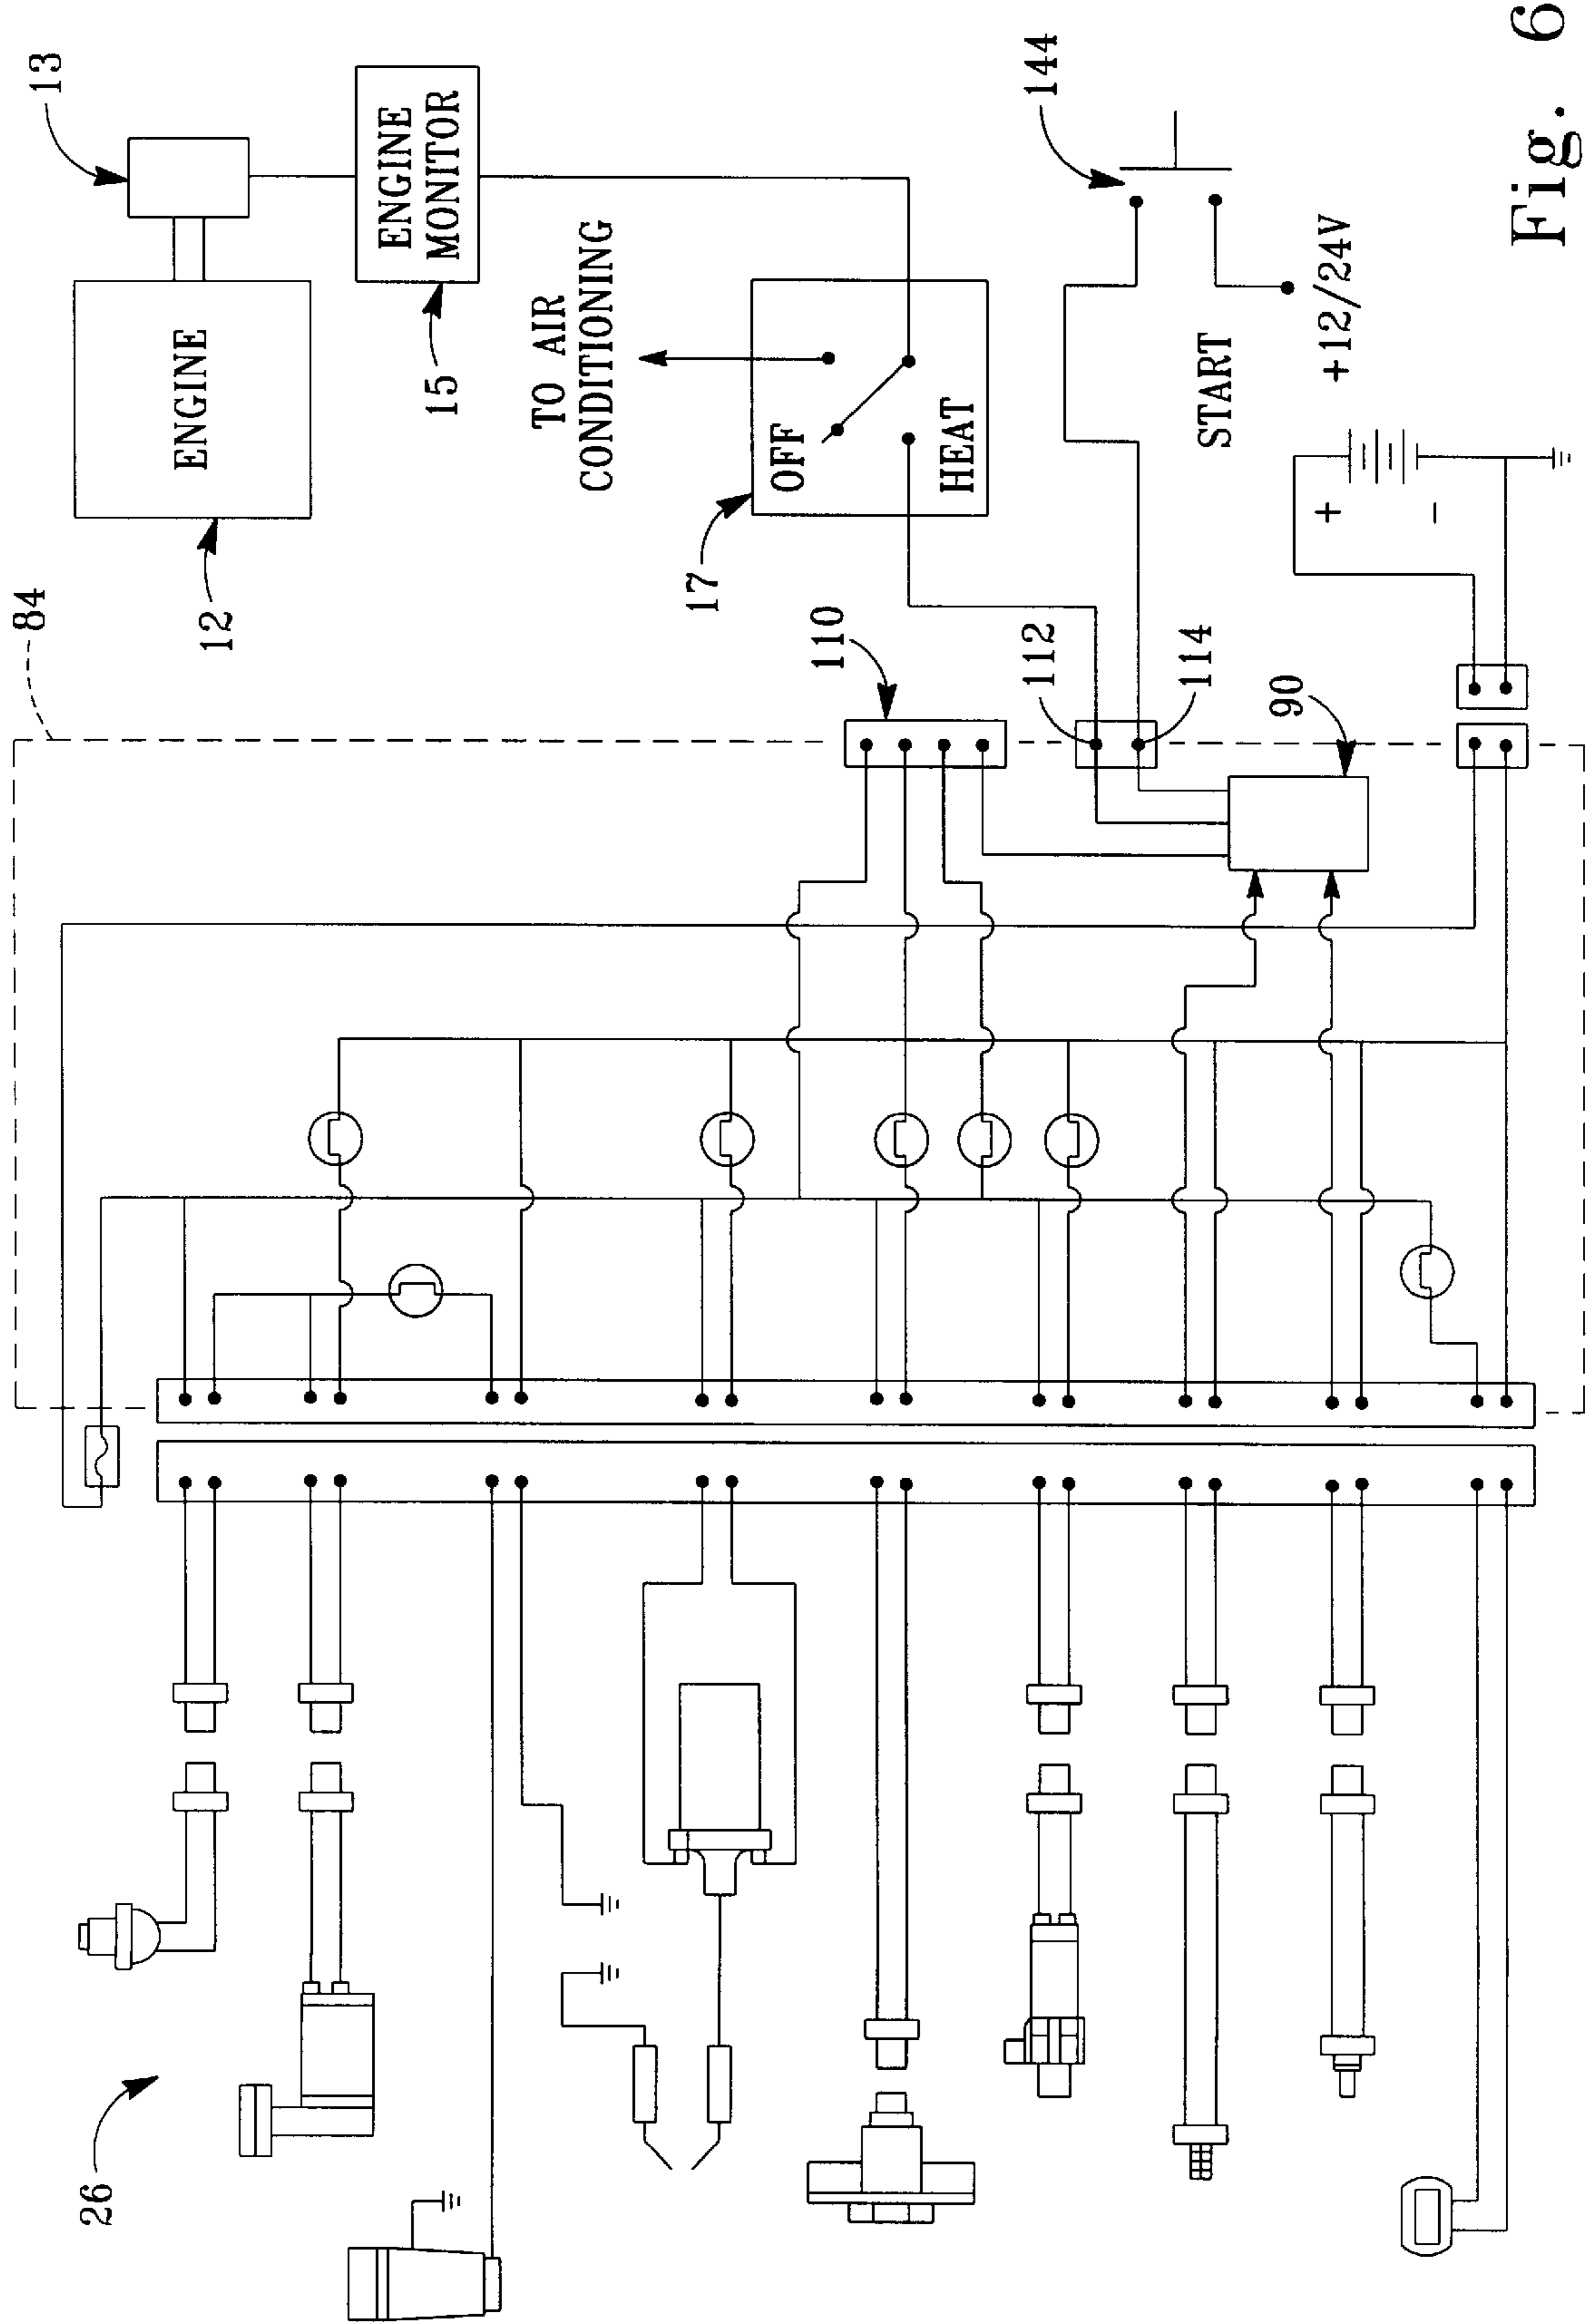 84
13
ENGINE
12
ENGINE
MONITOR
15
TO AIR
CONDITIONING
OFF
HEAT
17
110
112
114
90
144
START
+12/24V
+
-
26
Fig. 6